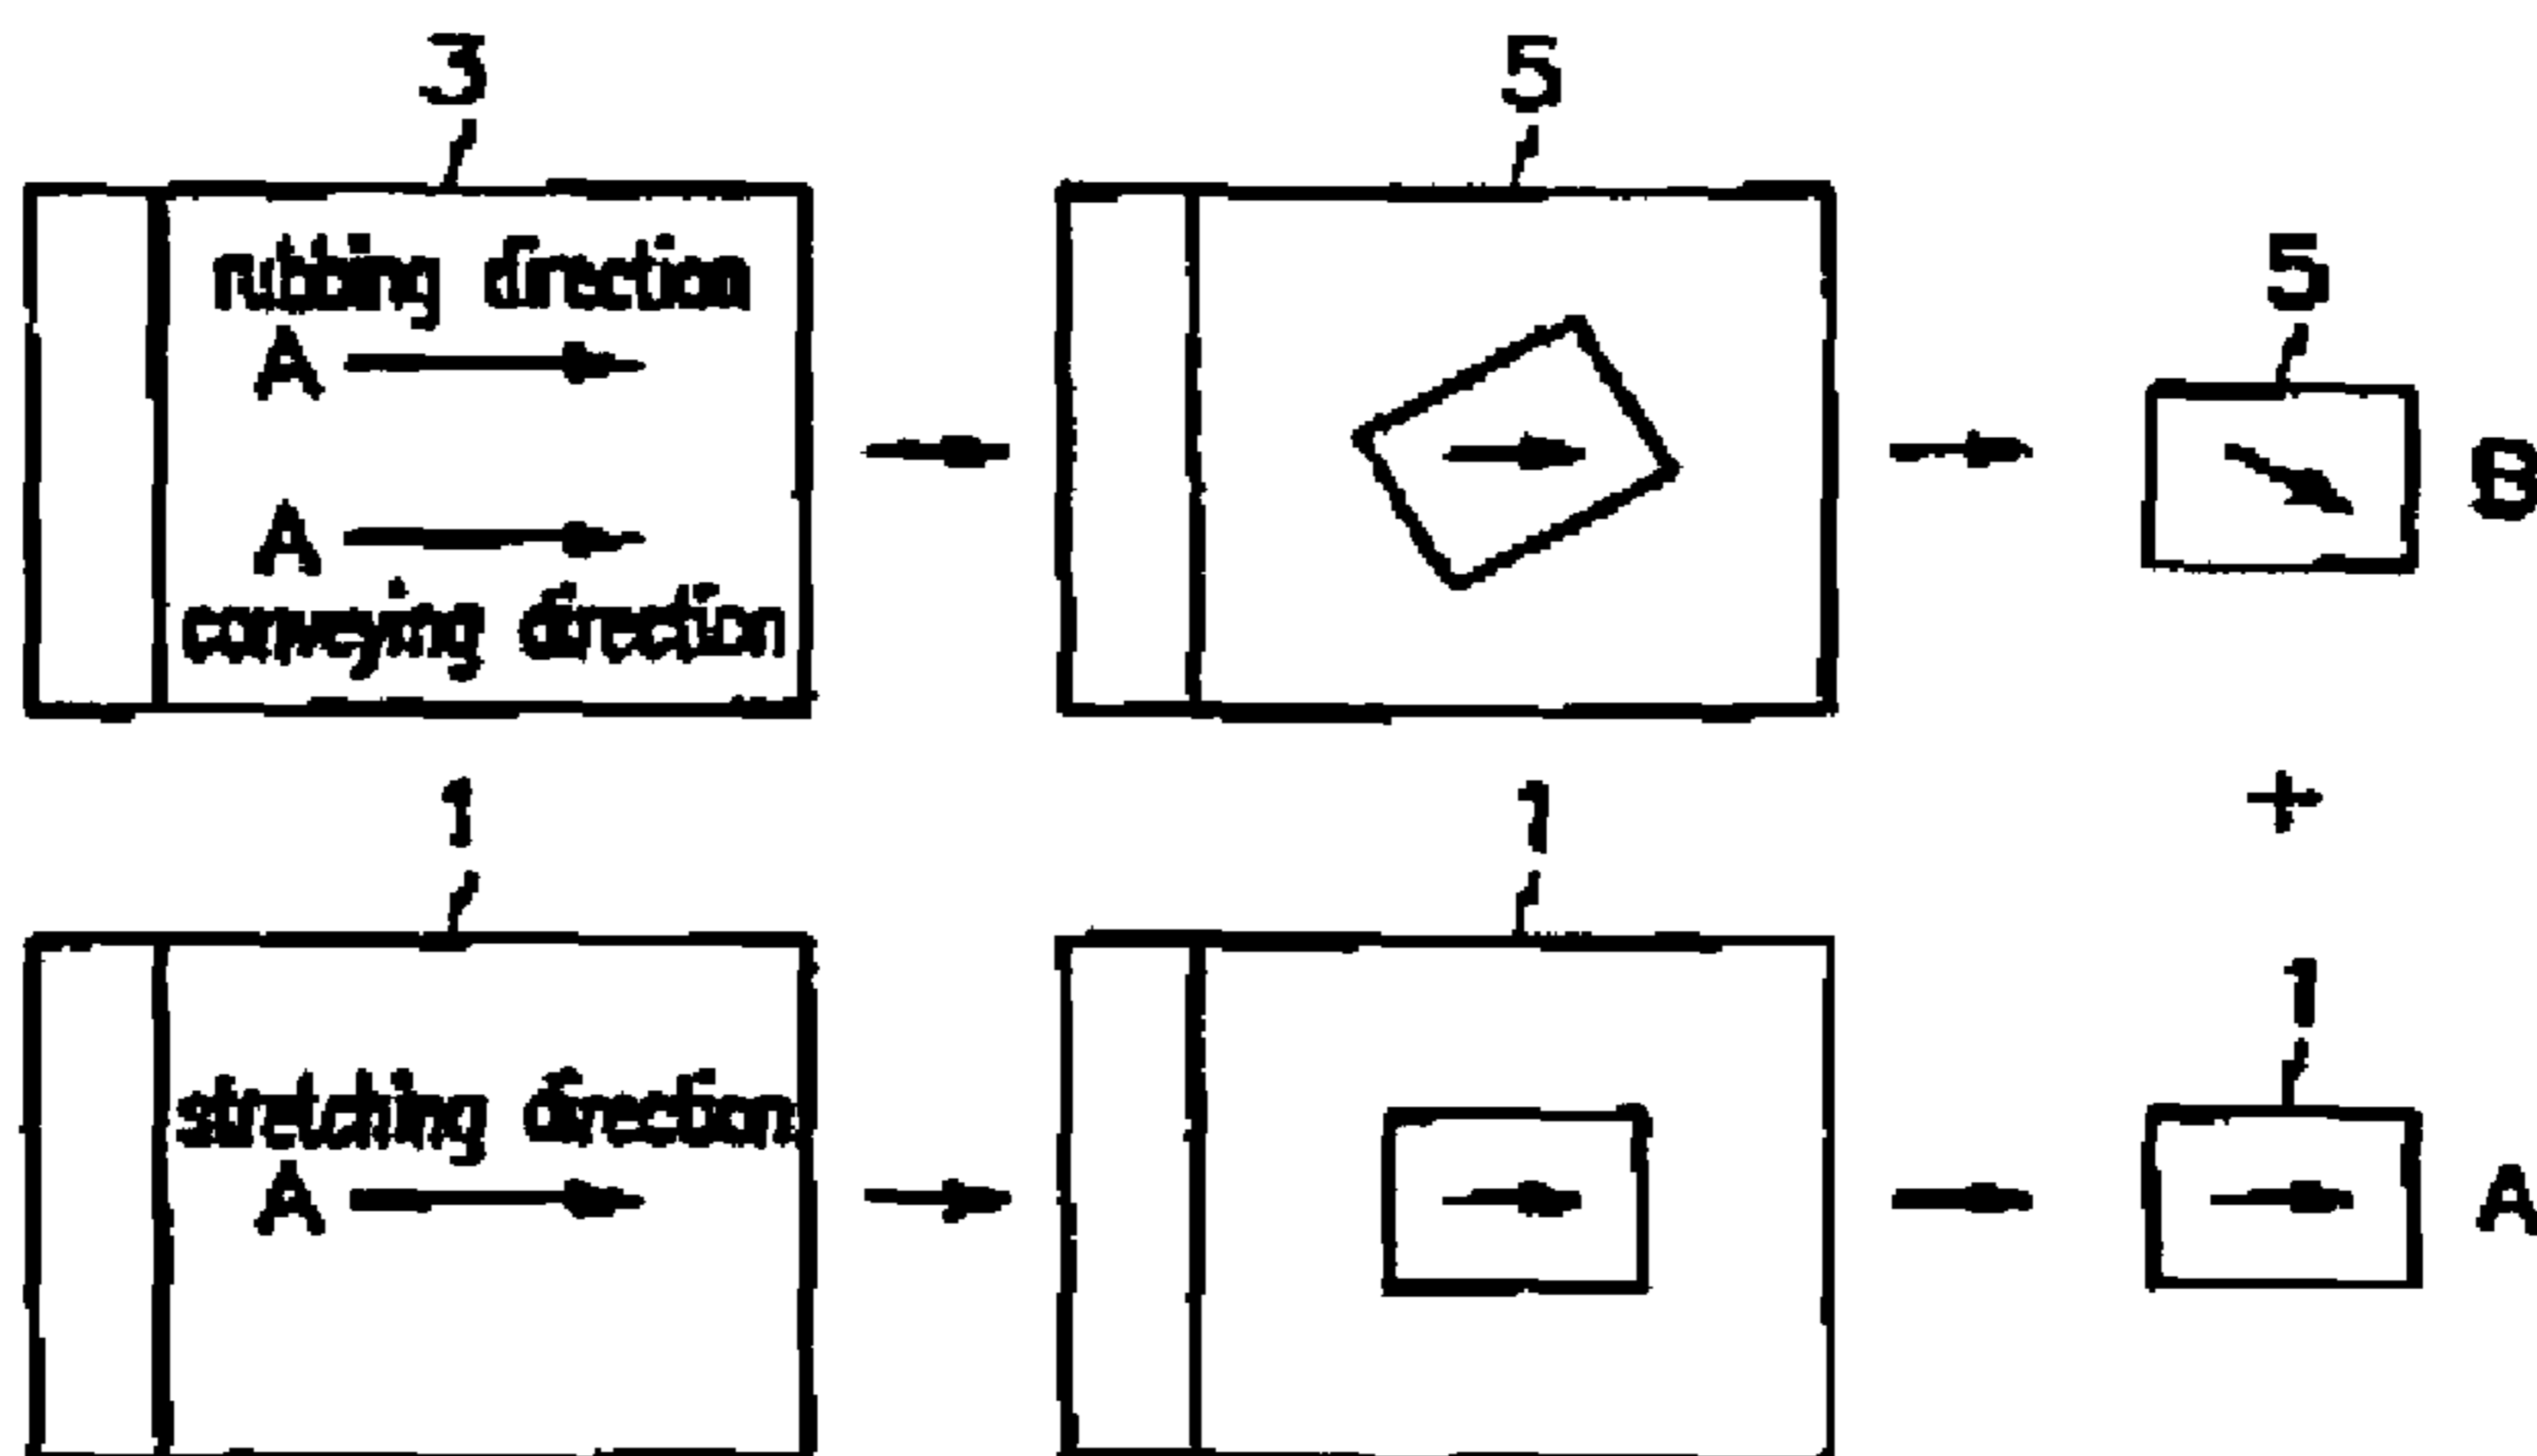 3
5
rubbing direction
A
5
B
A
conveying direction
+
1
1
1
stretching direction
A
A